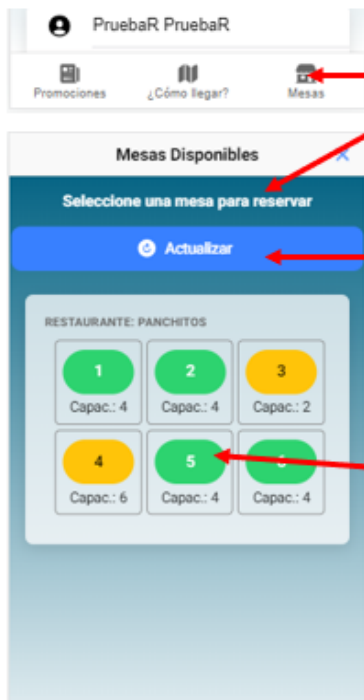 PruebaR PruebaR
Promociones ¿Cómo llegar? Mesas
Mesas Disponibles
Seleccione una mesa para reservar
Actualizar
RESTAURANTE: PANCHITOS
1 2 3
Capac.: 4 Capac.: 4 Capac.: 2
4 5 6
Capac.: 6 Capac.: 4 Capac.: 4